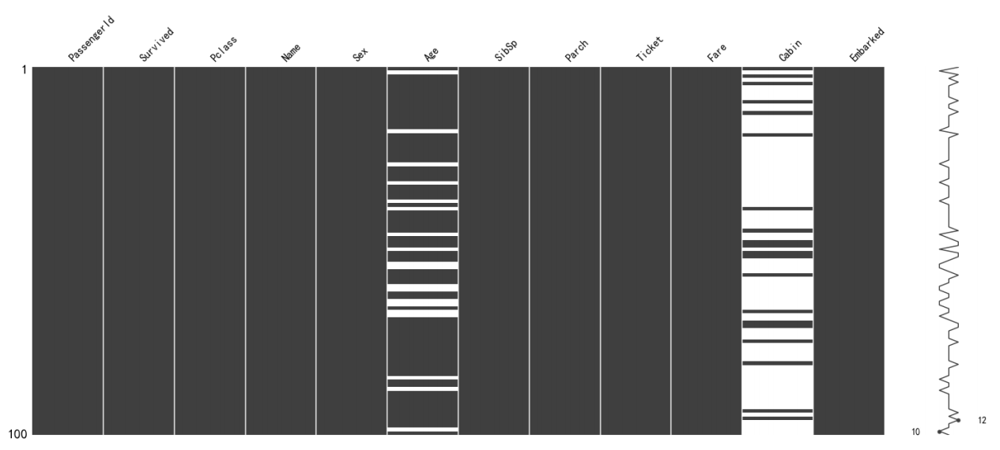 PassengerId
Survived
Pclass
Name
Sex
Age
SibSp
Parch
Ticket
Fare
Cabin
Embarked
1
100
10
12